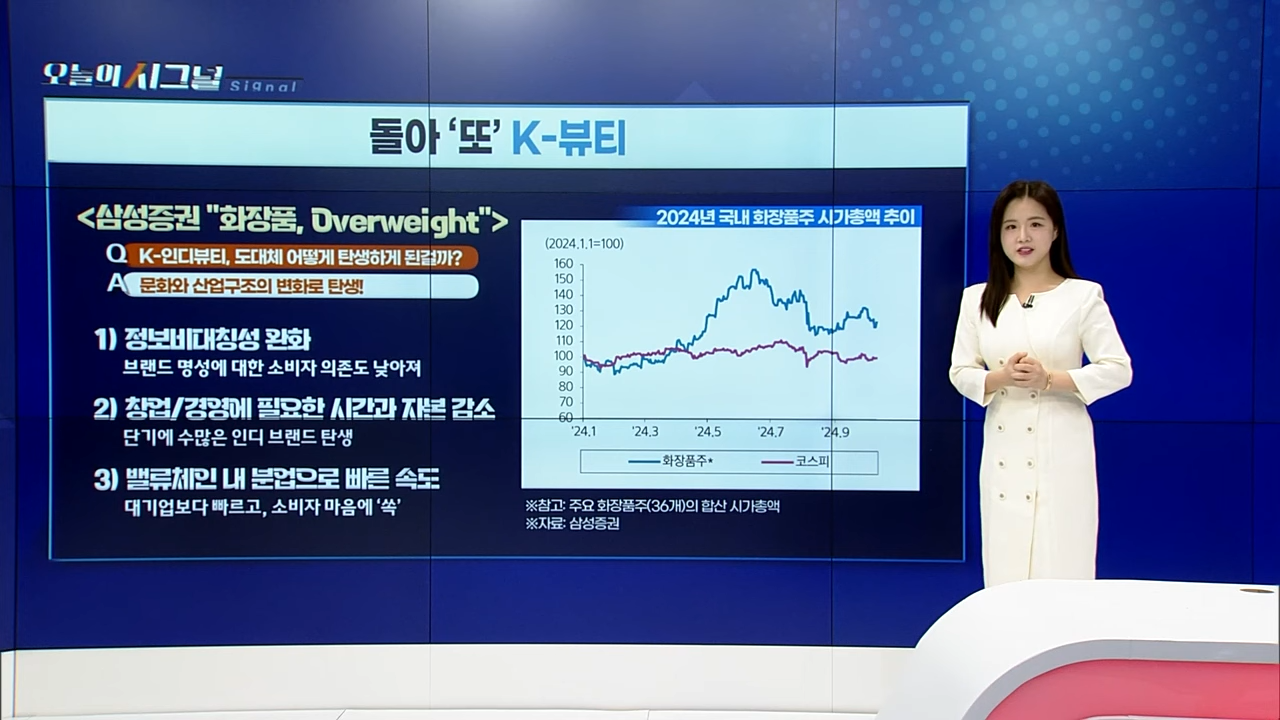 오늘의 시그널 Signal
돌아 ‘또’ K-뷰티
<삼성증권 "화장품, Overweight">
Q K-인디뷰티, 도대체 어떻게 탄생하게 된걸까?
A 문화와 산업구조의 변화로 탄생!
1) 정보비대칭성 완화
브랜드 명성에 대한 소비자 의존도 낮아져
2) 창업/경영에 필요한 시간과 자본 감소
단기에 수많은 인디 브랜드 탄생
3) 밸류체인 내 분업으로 빠른 속도
대기업보다 빠르고, 소비자 마음에 ‘쏙’
2024년 국내 화장품주 시가총액 추이
(2024.1.1=100)
160
150
140
130
120
110
100
90
80
70
60
'24.1 '24.3 '24.5 '24.7 '24.9
화장품주* 코스피
※참고: 주요 화장품주(36개)의 합산 시가총액
※자료: 삼성증권